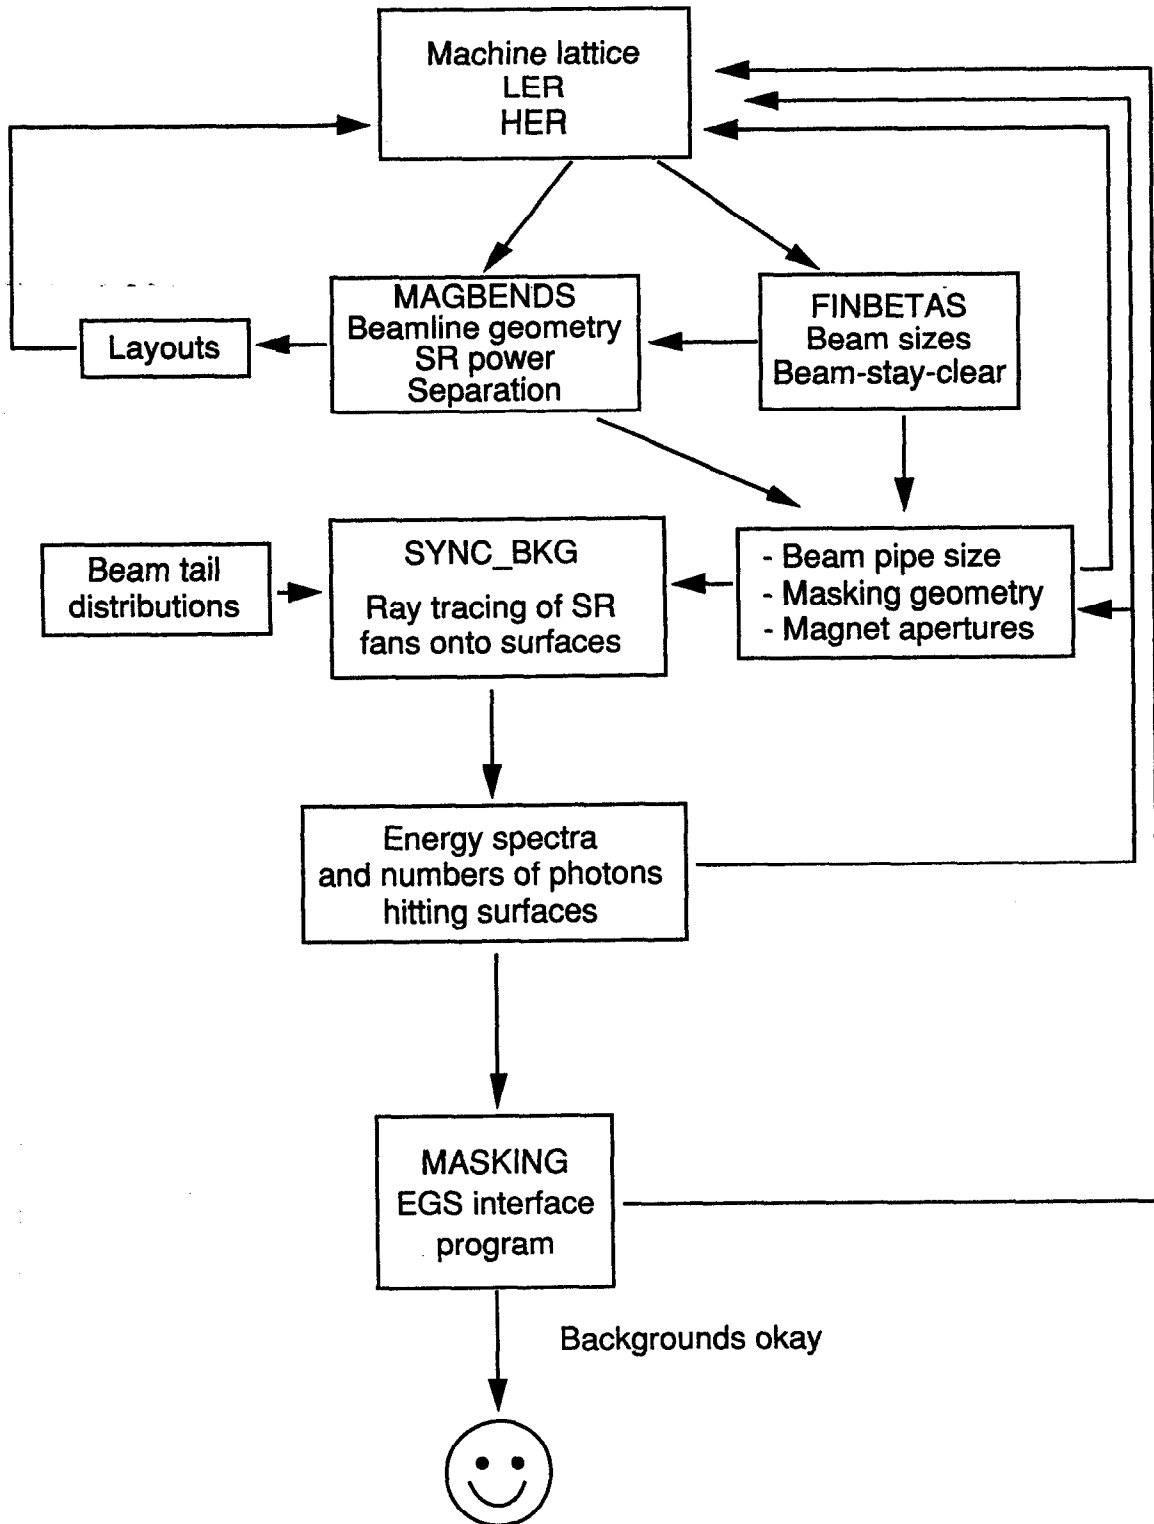 Machine lattice
LER
HER
MAGBENDS
Beamline geometry
SR power
Separation
FINBETAS
Beam sizes
Beam-stay-clear
Layouts
Beam tail
distributions
SYNC_BKG
Ray tracing of SR
fans onto surfaces
- Beam pipe size
- Masking geometry
- Magnet apertures
Energy spectra
and numbers of photons
hitting surfaces
MASKING
EGS interface
program
Backgrounds okay